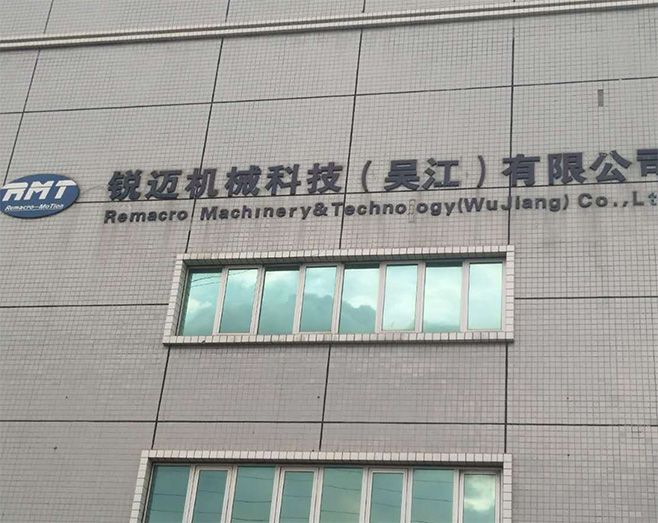 RMT
Remacro-MoTion
锐迈机械科技（吴江）有限公司
Remacro Machinery&Technology(WuJiang) Co.,Lt